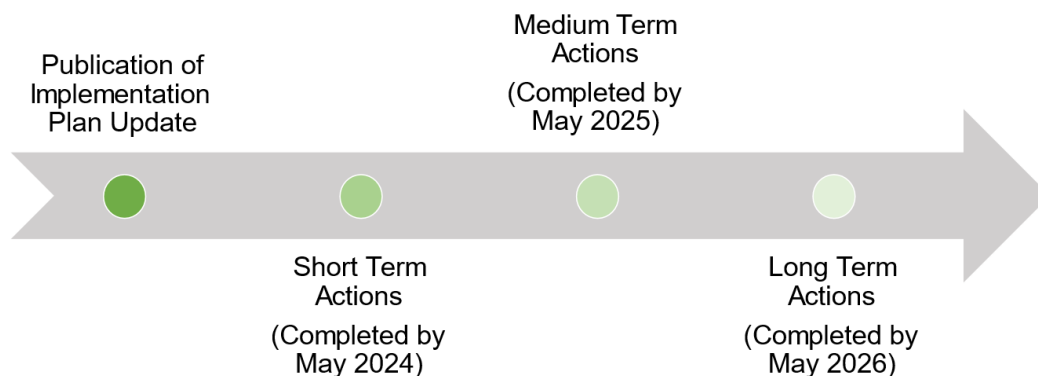 Publication of
Implementation
Plan Update
Short Term
Actions
(Completed by
May 2024)
Medium Term
Actions
(Completed by
May 2025)
Long Term
Actions
(Completed by
May 2026)